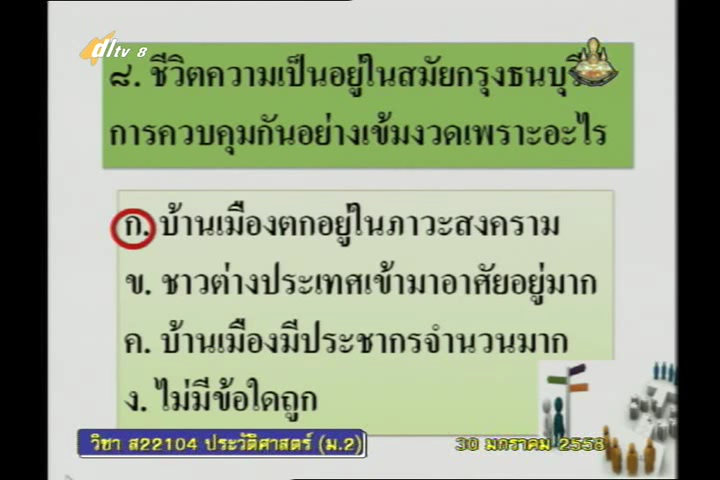 dltv 8
๘. ชีวิตความเป็นอยู่ในสมัยกรุงธนบุรี
การควบคุมกันอย่างเข้มงวดเพราะอะไร
ก. บ้านเมืองตกอยู่ในภาวะสงคราม
ข. ชาวต่างประเทศเข้ามาอาศัยอยู่มาก
ค. บ้านเมืองมีประชากรจำนวนมาก
ง. ไม่มีข้อใดถูก
วิชา ส22104 ประวัติศาสตร์ (ม.2)
30 มกราคม 2558